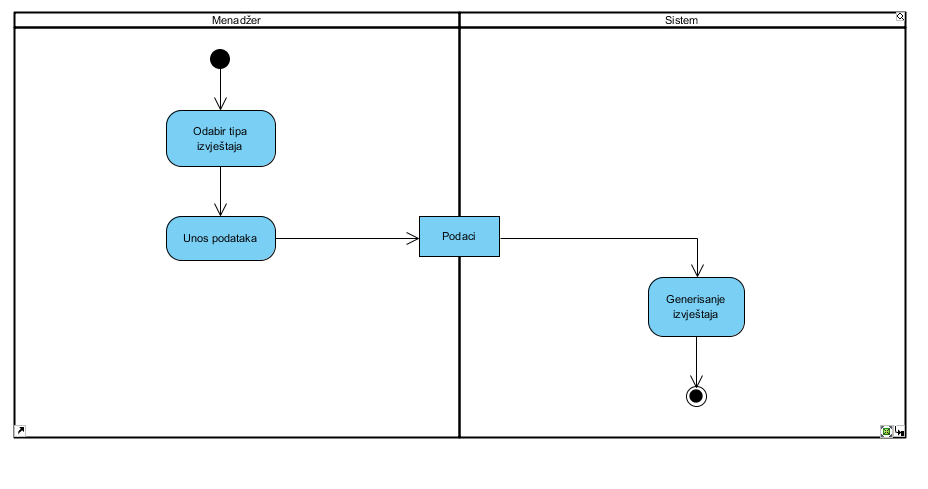 Menadžer
Sistem
Odabir tipa
izvještaja
Unos podataka
Podaci
Generisanje
izvještaja